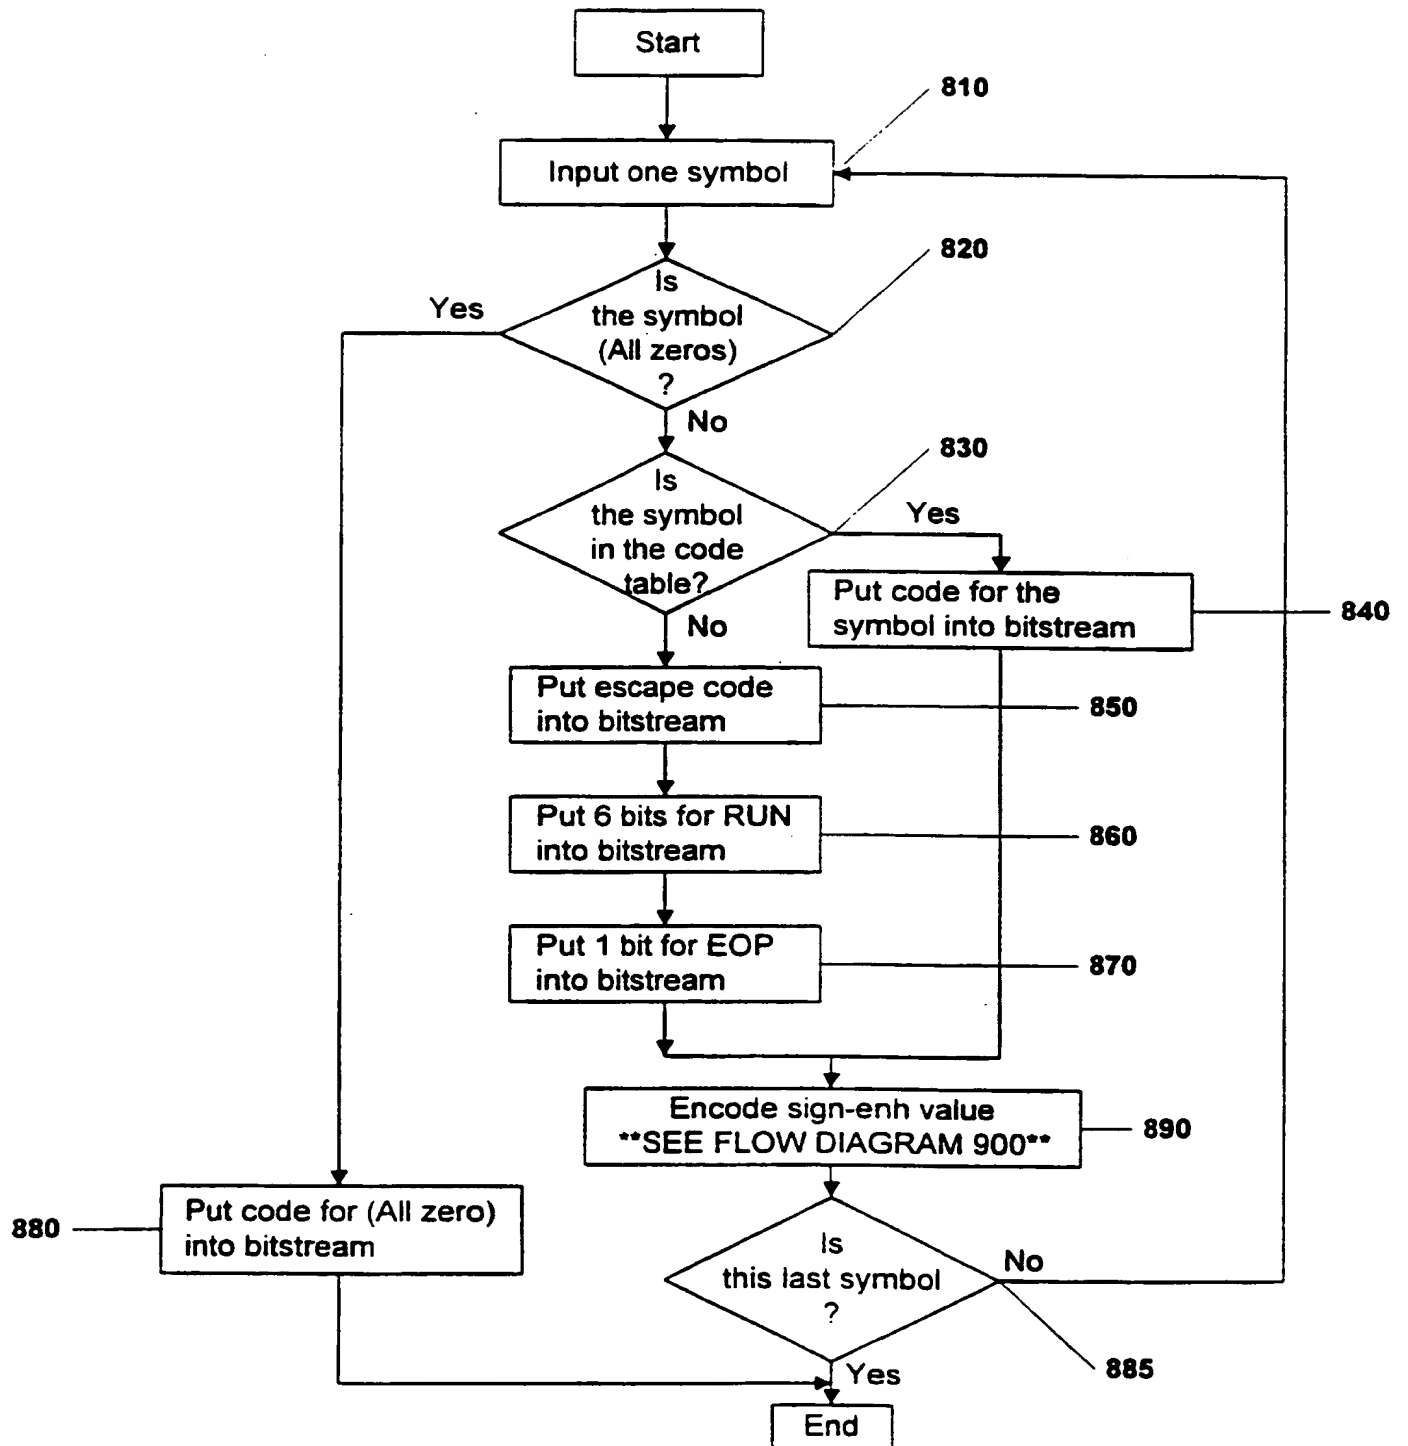 Start
810
Input one symbol
820
Yes
Is
the symbol
(All zeros)
?
No
830
Is
the symbol
in the code
table?
Yes
No
Put code for the
symbol into bitstream
840
Put escape code
into bitstream
850
Put 6 bits for RUN
into bitstream
860
Put 1 bit for EOP
into bitstream
870
Encode sign-enh value
**SEE FLOW DIAGRAM 900**
890
880
Put code for (All zero)
into bitstream
Is
this last symbol
?
No
885
Yes
End